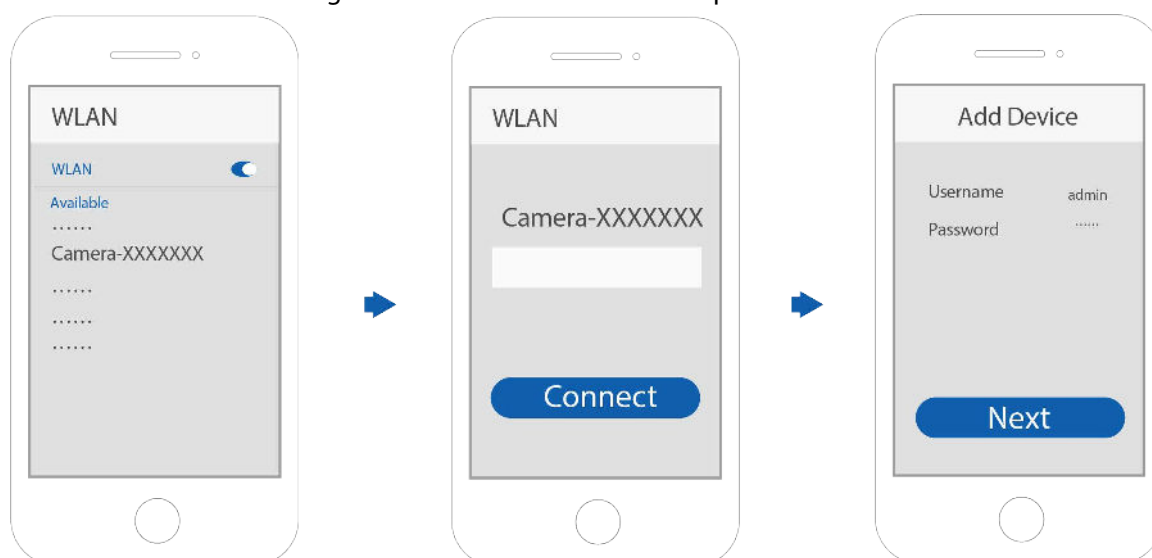 WLAN
WLAN
Available
......
Camera-XXXXXXX
......
......
......
WLAN
Camera-XXXXXXX
Connect
Add Device
Username admin
Password ......
Next